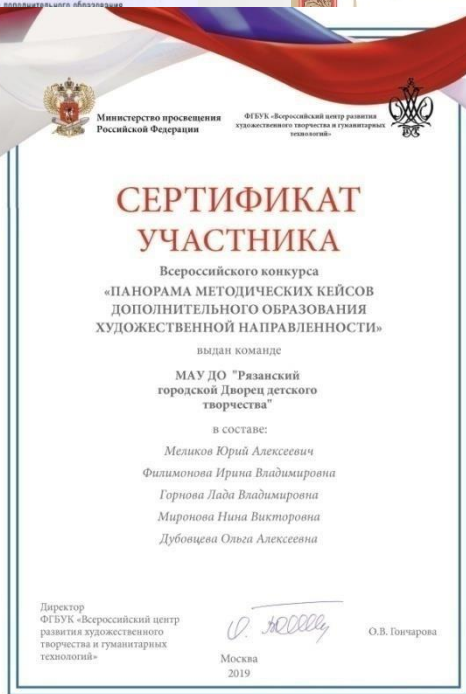 дополнительного образования
Министерство просвещения
Российской Федерации
ФГБУК «Всероссийский центр развития
художественного творчества и гуманитарных
технологий»
СЕРТИФИКАТ
УЧАСТНИКА
Всероссийского конкурса
«ПАНОРАМА МЕТОДИЧЕСКИХ КЕЙСОВ
ДОПОЛНИТЕЛЬНОГО ОБРАЗОВАНИЯ
ХУДОЖЕСТВЕННОЙ НАПРАВЛЕННОСТИ»
выдан команде
МАУ ДО "Рязанский
городской Дворец детского
творчества"
в составе:
Меликов Юрий Алексеевич
Филимонова Ирина Владимировна
Горнова Лада Владимировна
Миронова Нина Викторовна
Дубовцева Ольга Алексеевна
Директор
ФГБУК «Всероссийский центр
развития художественного
творчества и гуманитарных
технологий»
О.В. Гончарова
Москва
2019